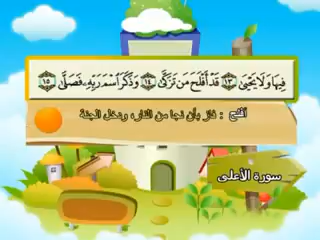 فِيهَا وَلَا يَحْيَىٰ ١٣ قَدْ أَفْلَحَ مَن تَزَكَّىٰ ١٤ وَذَكَرَ اسْمَ رَبِّهِ فَصَلَّىٰ ١٥
أفلح : فاز بأن نجا من النار، ودخل الجنة
سورة الأعلى